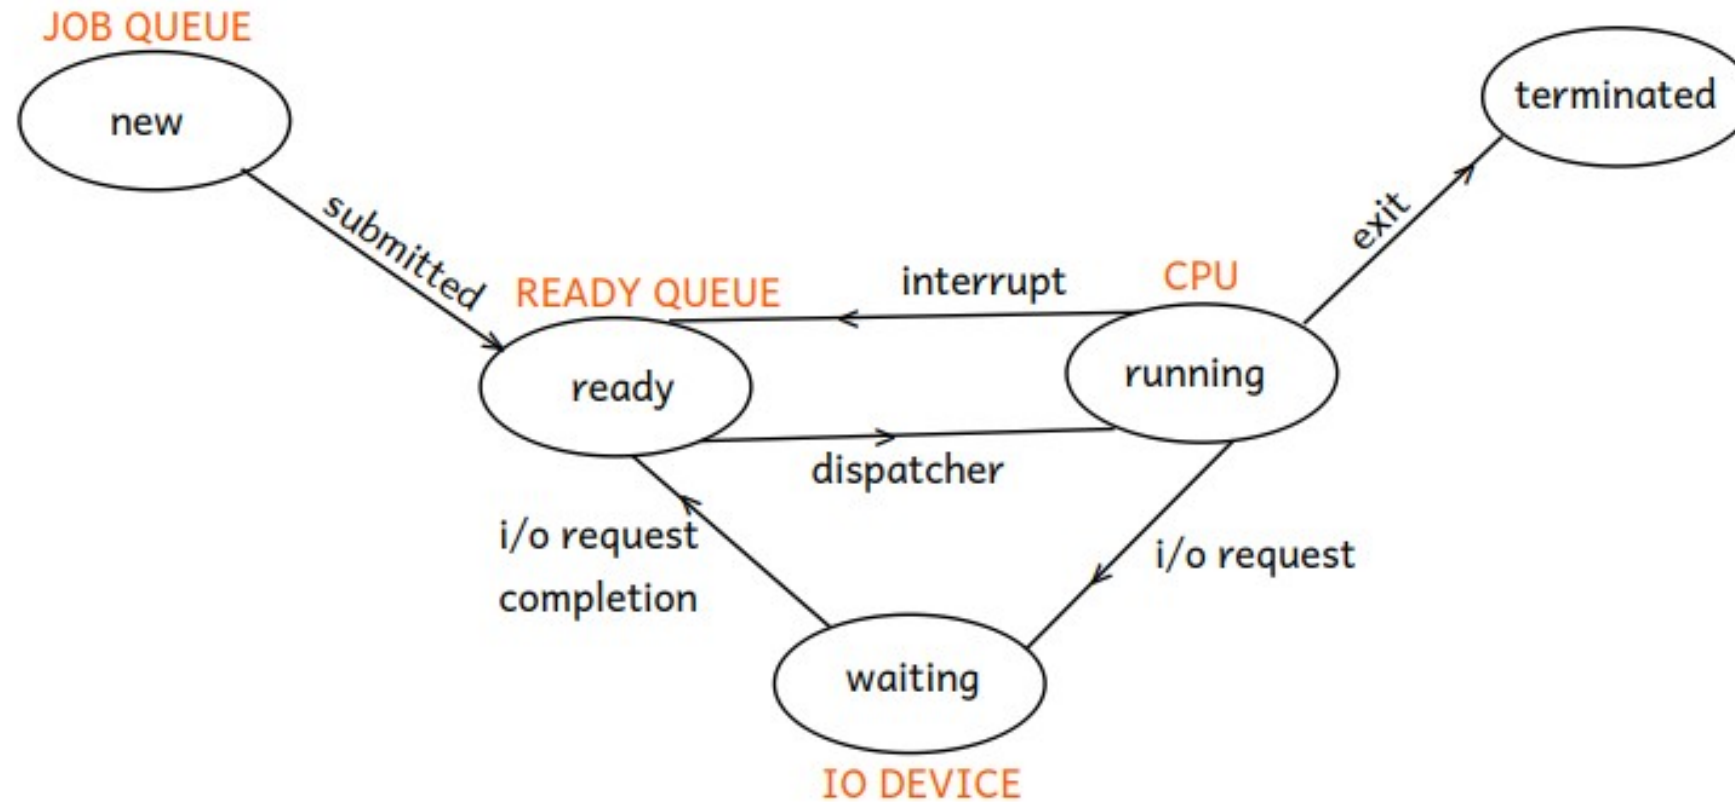 JOB QUEUE
new
terminated
submitted
exit
READY QUEUE
interrupt
CPU
ready
running
dispatcher
i/o request
completion
i/o request
waiting
IO DEVICE